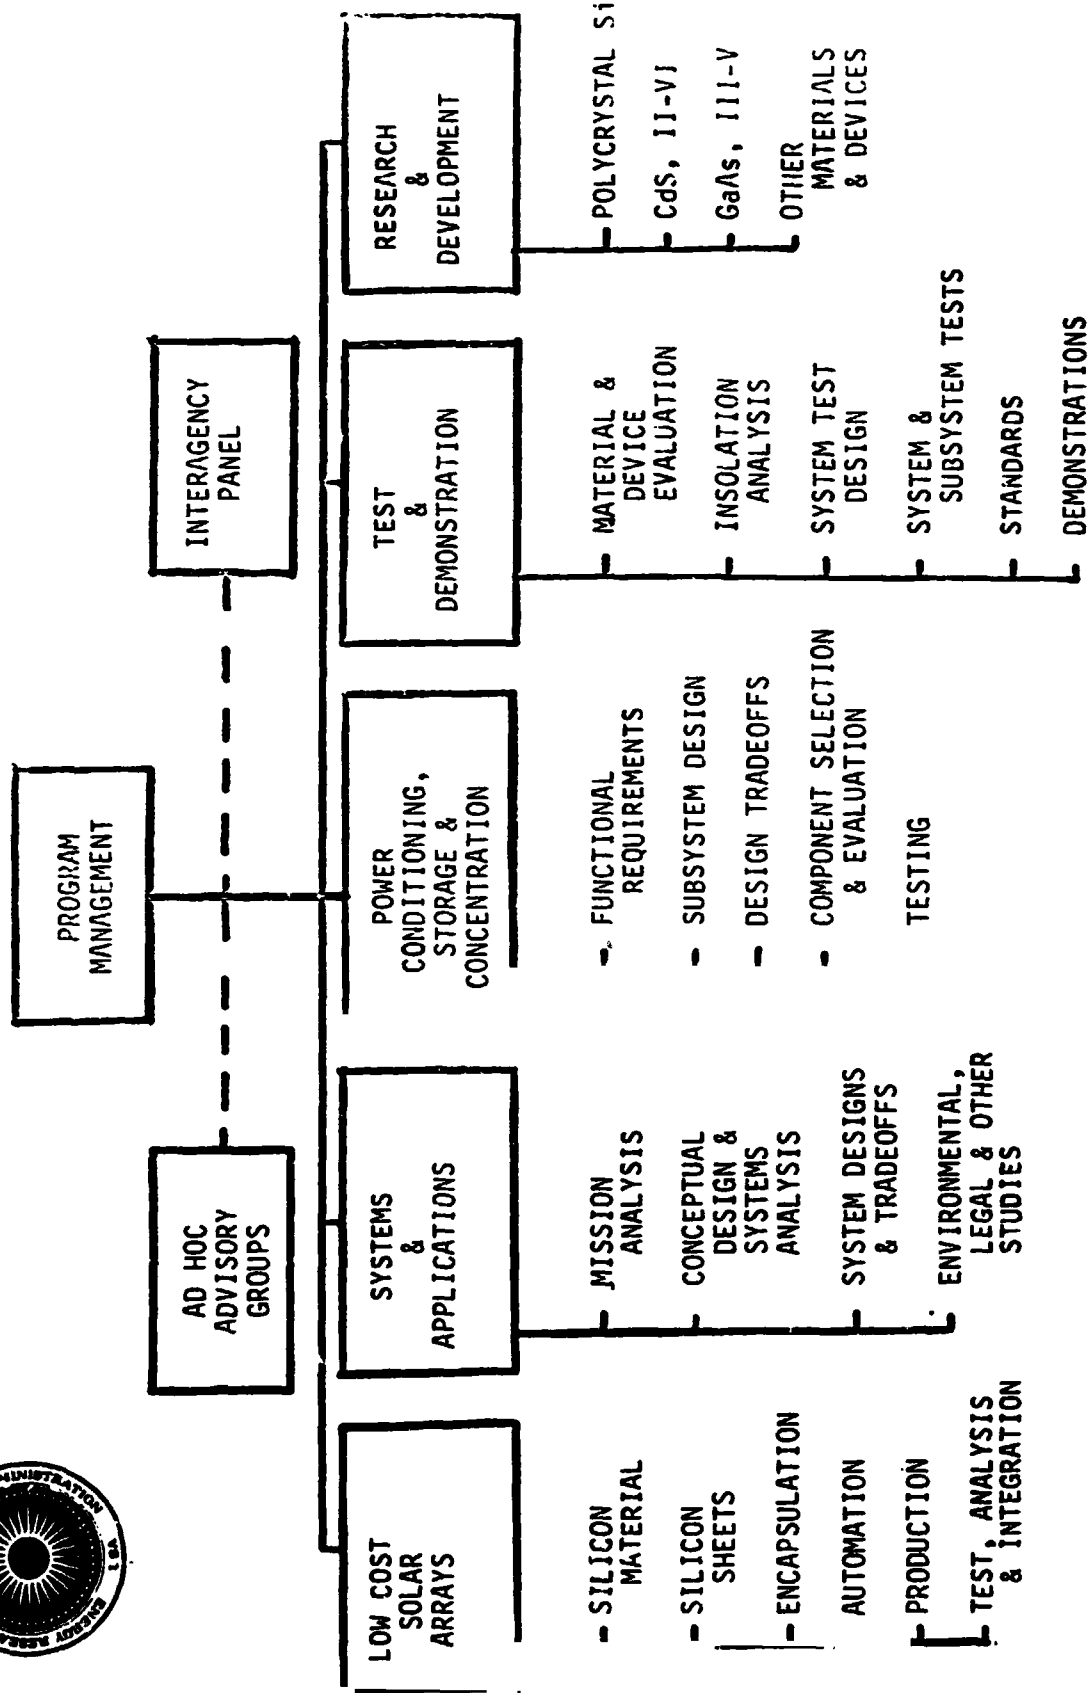 PROGRAM
MANAGEMENT
AD HOC
ADVISORY
GROUPS
INTERAGENCY
PANEL
LOW COST
SOLAR
ARRAYS
SILICON
MATERIAL
SILICON
SHEETS
ENCAPSULATION
AUTOMATION
PRODUCTION
TEST, ANALYSIS
& INTEGRATION
SYSTEMS
&
APPLICATIONS
MISSION
ANALYSIS
CONCEPTUAL
DESIGN &
SYSTEMS
ANALYSIS
SYSTEM DESIGNS
& TRADEOFFS
ENVIRONMENTAL,
LEGAL & OTHER
STUDIES
POWER
CONDITIONING,
STORAGE &
CONCENTRATION
FUNCTIONAL
REQUIREMENTS
SUBSYSTEM DESIGN
DESIGN TRADEOFFS
COMPONENT SELECTION
& EVALUATION
TESTING
TEST
&
DEMONSTRATION
MATERIAL &
DEVICE
EVALUATION
INSOLATION
ANALYSIS
SYSTEM TEST
DESIGN
SYSTEM &
SUBSYSTEM TESTS
STANDARDS
DEMONSTRATIONS
RESEARCH
&
DEVELOPMENT
POLYCRYSTAL Si
CdS, II-VI
GaAs, III-V
OTHER
MATERIALS
& DEVICES